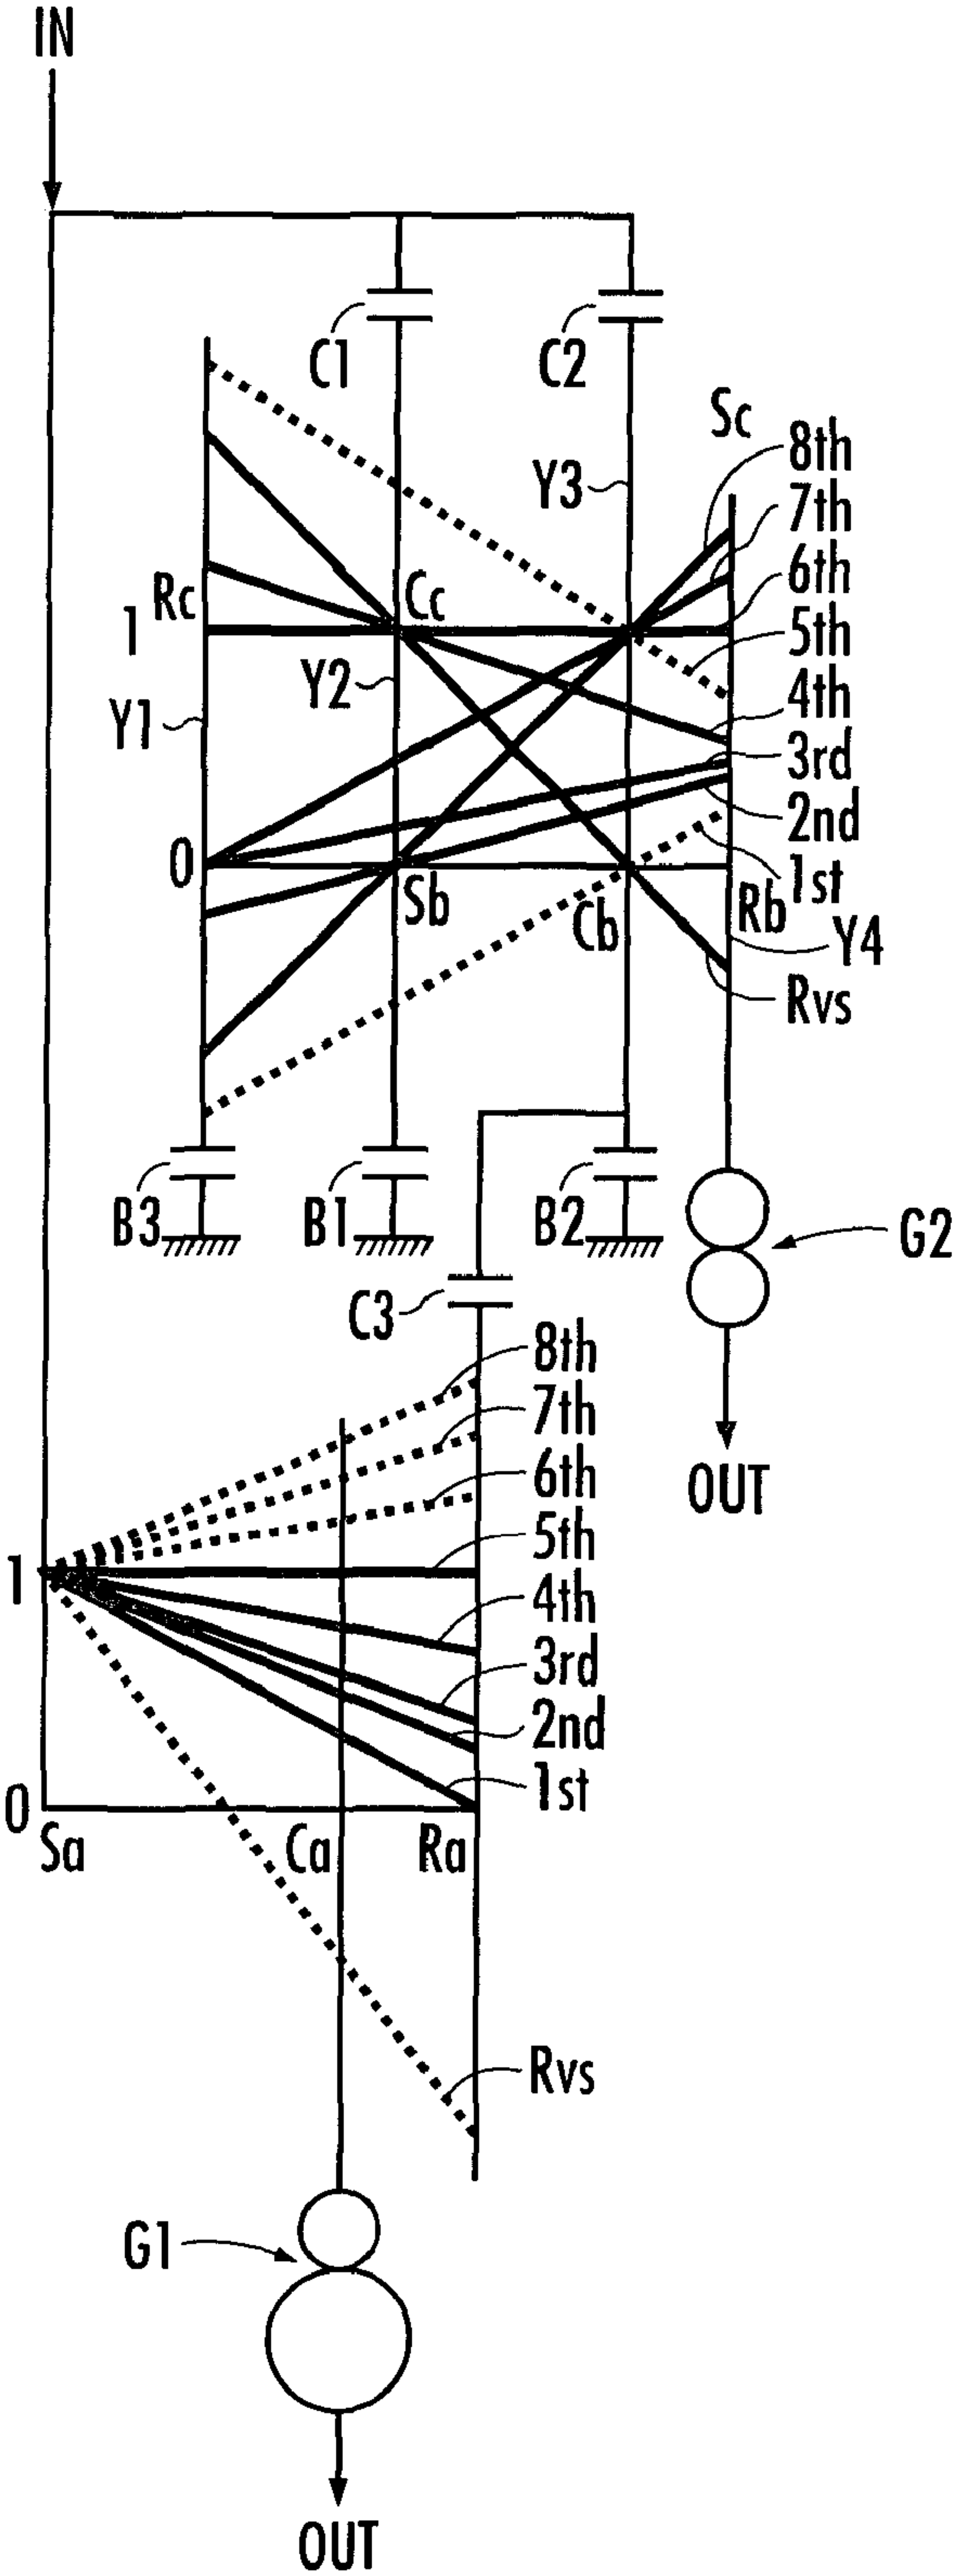 IN
C1
C2
Sc
8th
Y3
7th
Rc
Cc
6th
1
5th
Y2
4th
Y1
3rd
2nd
0
1st
Sb
Cb
Rb
Y4
Rvs
B3
B1
B2
G2
C3
8th
7th
6th
OUT
5th
1
4th
3rd
2nd
1st
0
Sa
Ca
Ra
Rvs
G1
OUT